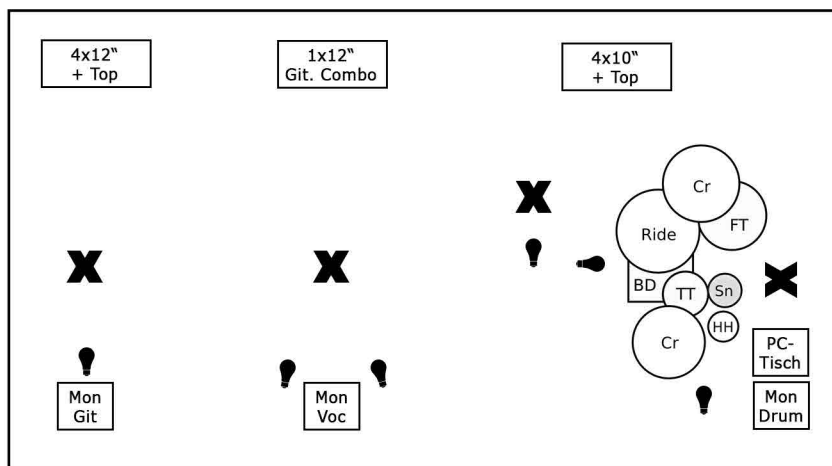 4x12“
+ Top
1x12“
Git. Combo
4x10“
+ Top
Cr
FT
Ride
BD
TT
Sn
HH
Cr
PC-
Tisch
Mon
Git
Mon
Voc
Mon
Drum